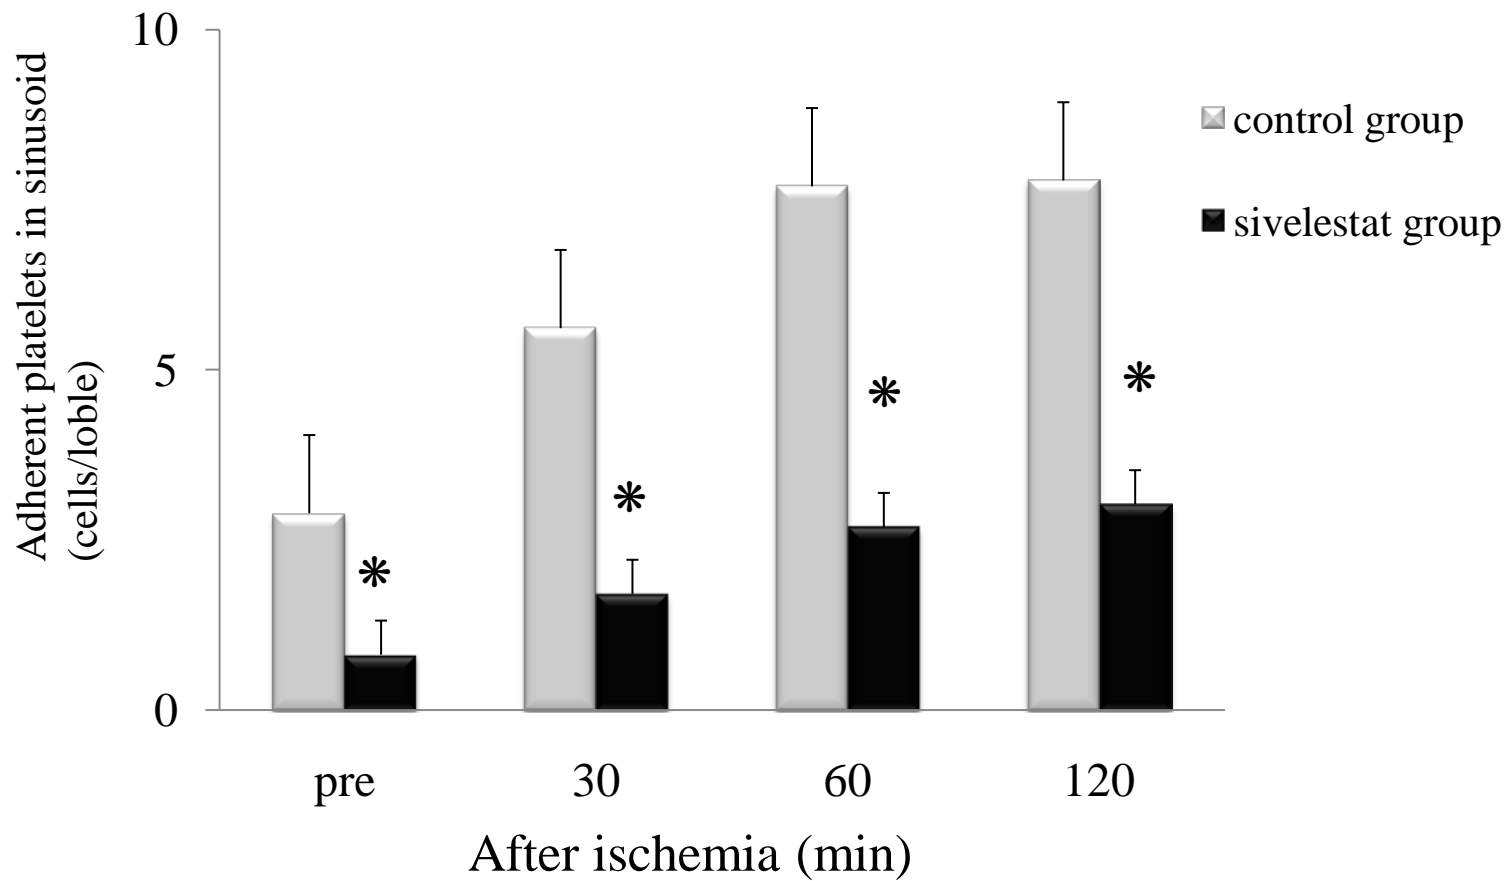 10
5
0
Adherent platelets in sinusoid
(cells/loble)
control group
sivelestat group
*
*
*
*
pre
30
60
120
After ischemia (min)